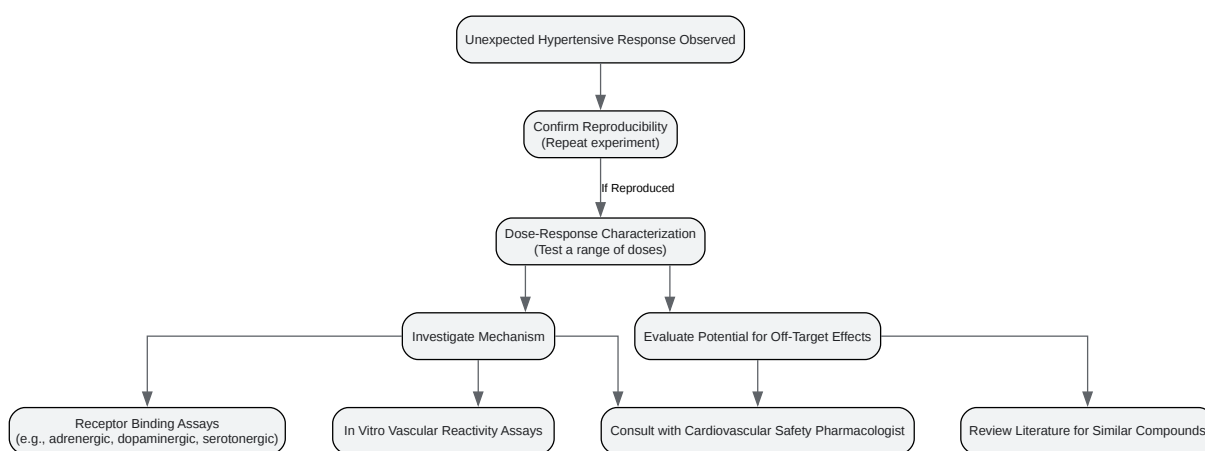 Unexpected Hypertensive Response Observed
Confirm Reproducibility
(Repeat experiment)
If Reproduced
Dose-Response Characterization
(Test a range of doses)
Investigate Mechanism
Evaluate Potential for Off-Target Effects
Receptor Binding Assays
(e.g., adrenergic, dopaminergic, serotonergic)
In Vitro Vascular Reactivity Assays
Consult with Cardiovascular Safety Pharmacologist
Review Literature for Similar Compounds